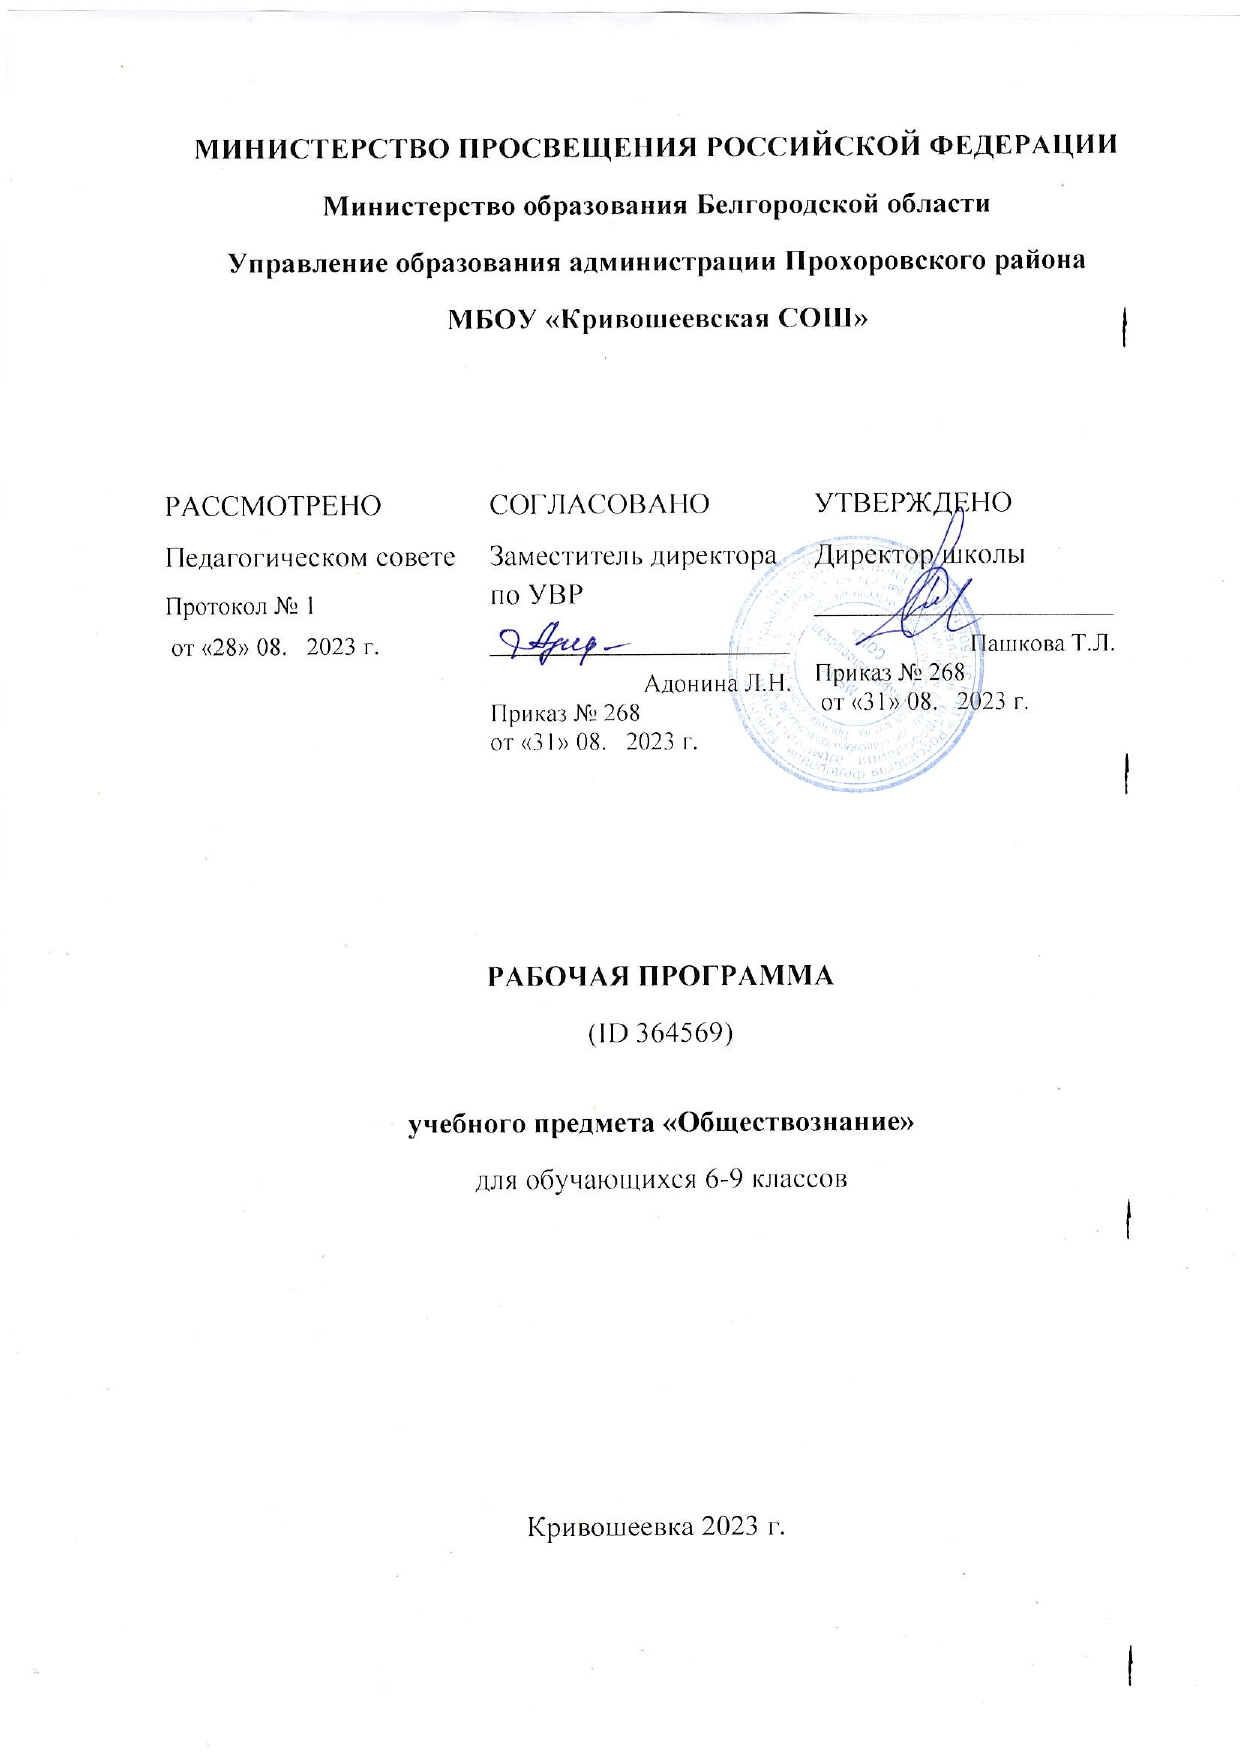 МИНИСТЕРСТВО ПРОСВЕЩЕНИЯ РОССИЙСКОЙ ФЕДЕРАЦИИ
Министерство образования Белгородской области
Управление образования администрации Прохоровского района
МБОУ «Кривошеевская СОШ»
РАССМОТРЕНО
Педагогическом совете
Протокол № 1
от «28» 08. 2023 г.
СОГЛАСОВАНО
Заместитель директора
по УВР
Адонина Л.Н.
Приказ № 268
от «31» 08. 2023 г.
УТВЕРЖДЕНО
Директор школы
Пашкова Т.Л.
Приказ № 268
от «31» 08. 2023 г.
РАБОЧАЯ ПРОГРАММА
(ID 364569)
учебного предмета «Обществознание»
для обучающихся 6-9 классов
Кривошеевка 2023 г.